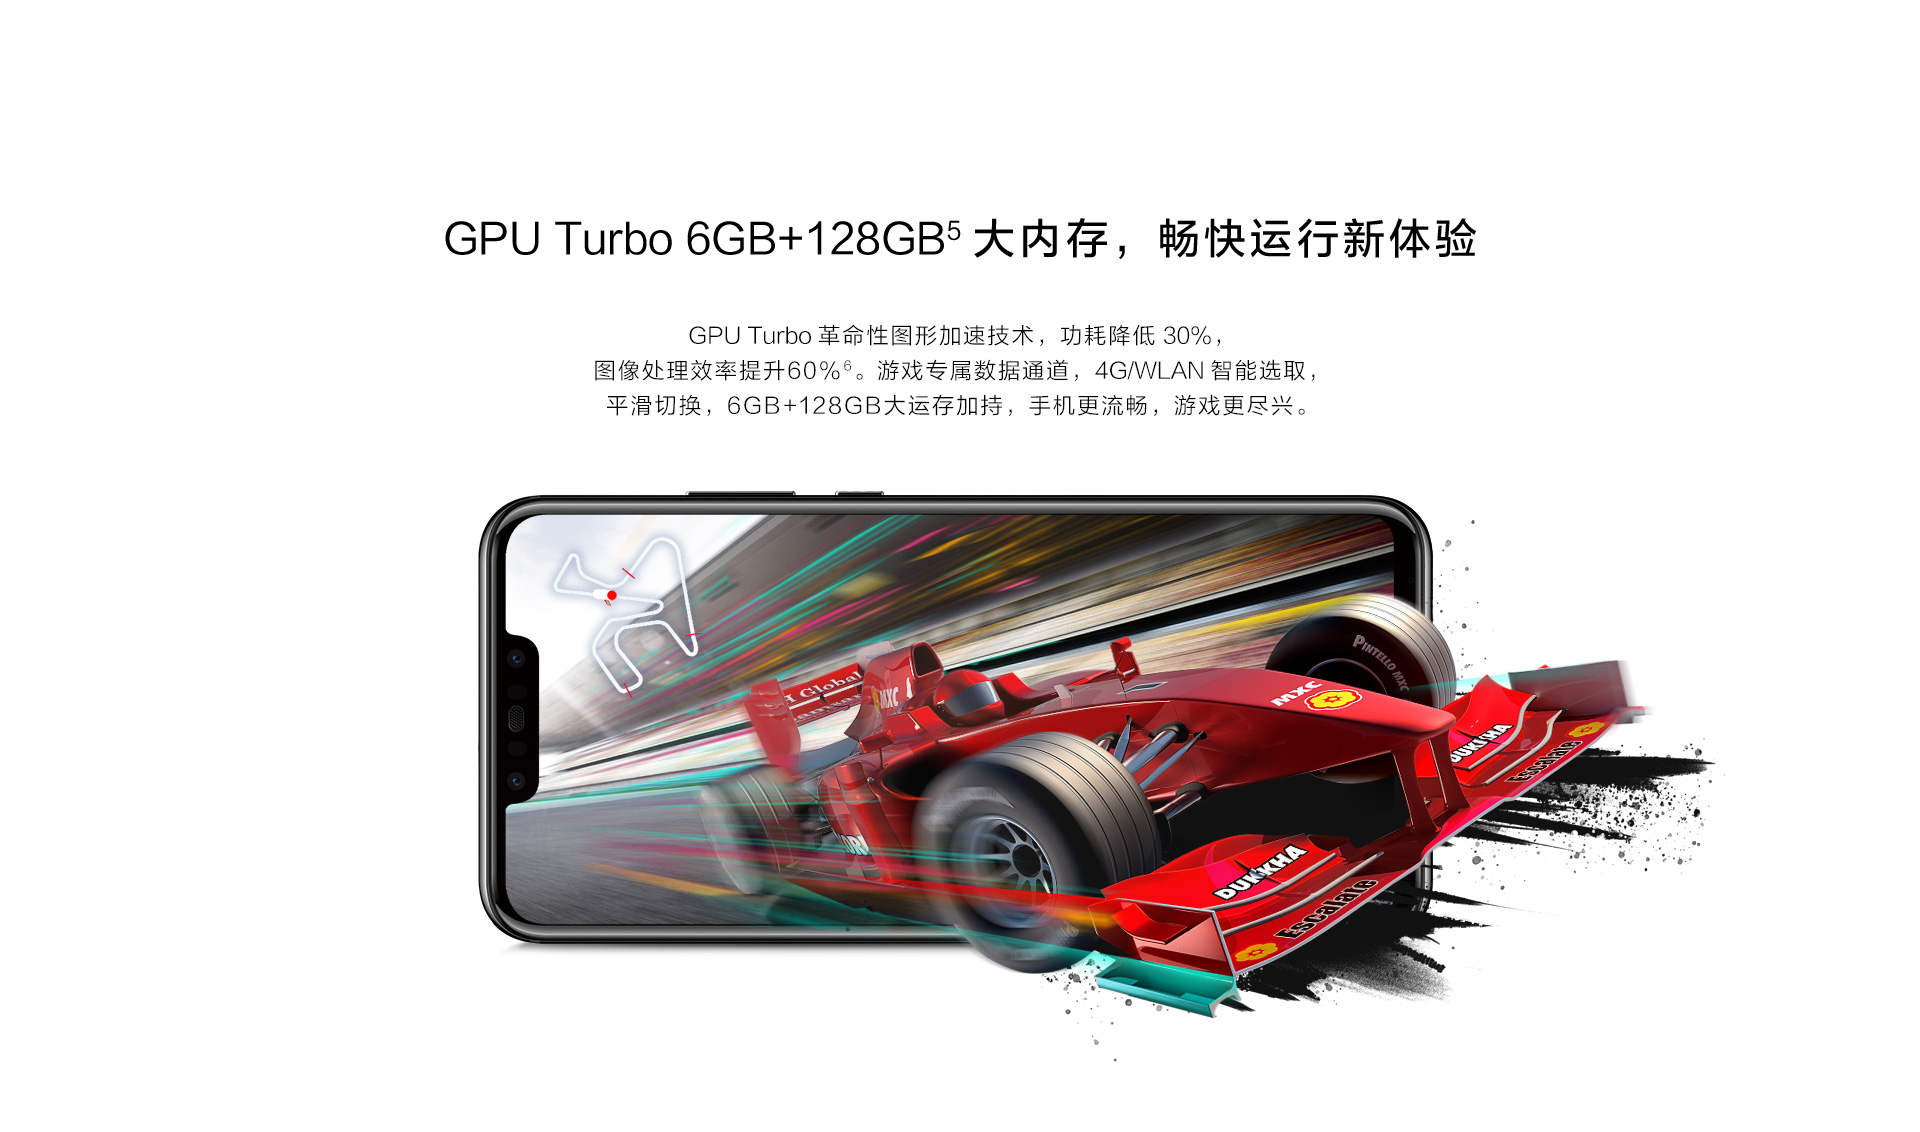 GPU Turbo 6GB+128GB⁵ 大内存，畅快运行新体验
GPU Turbo 革命性图形加速技术，功耗降低 30%，
图像处理效率提升60%⁶。游戏专属数据通道，4G/WLAN 智能选取，
平滑切换，6GB+128GB大运存加持，手机更流畅，游戏更尽兴。
PINTELLO MXC
Global
MXC
MXC
DUKKHA
Escalate
DUKKHA
Escalate